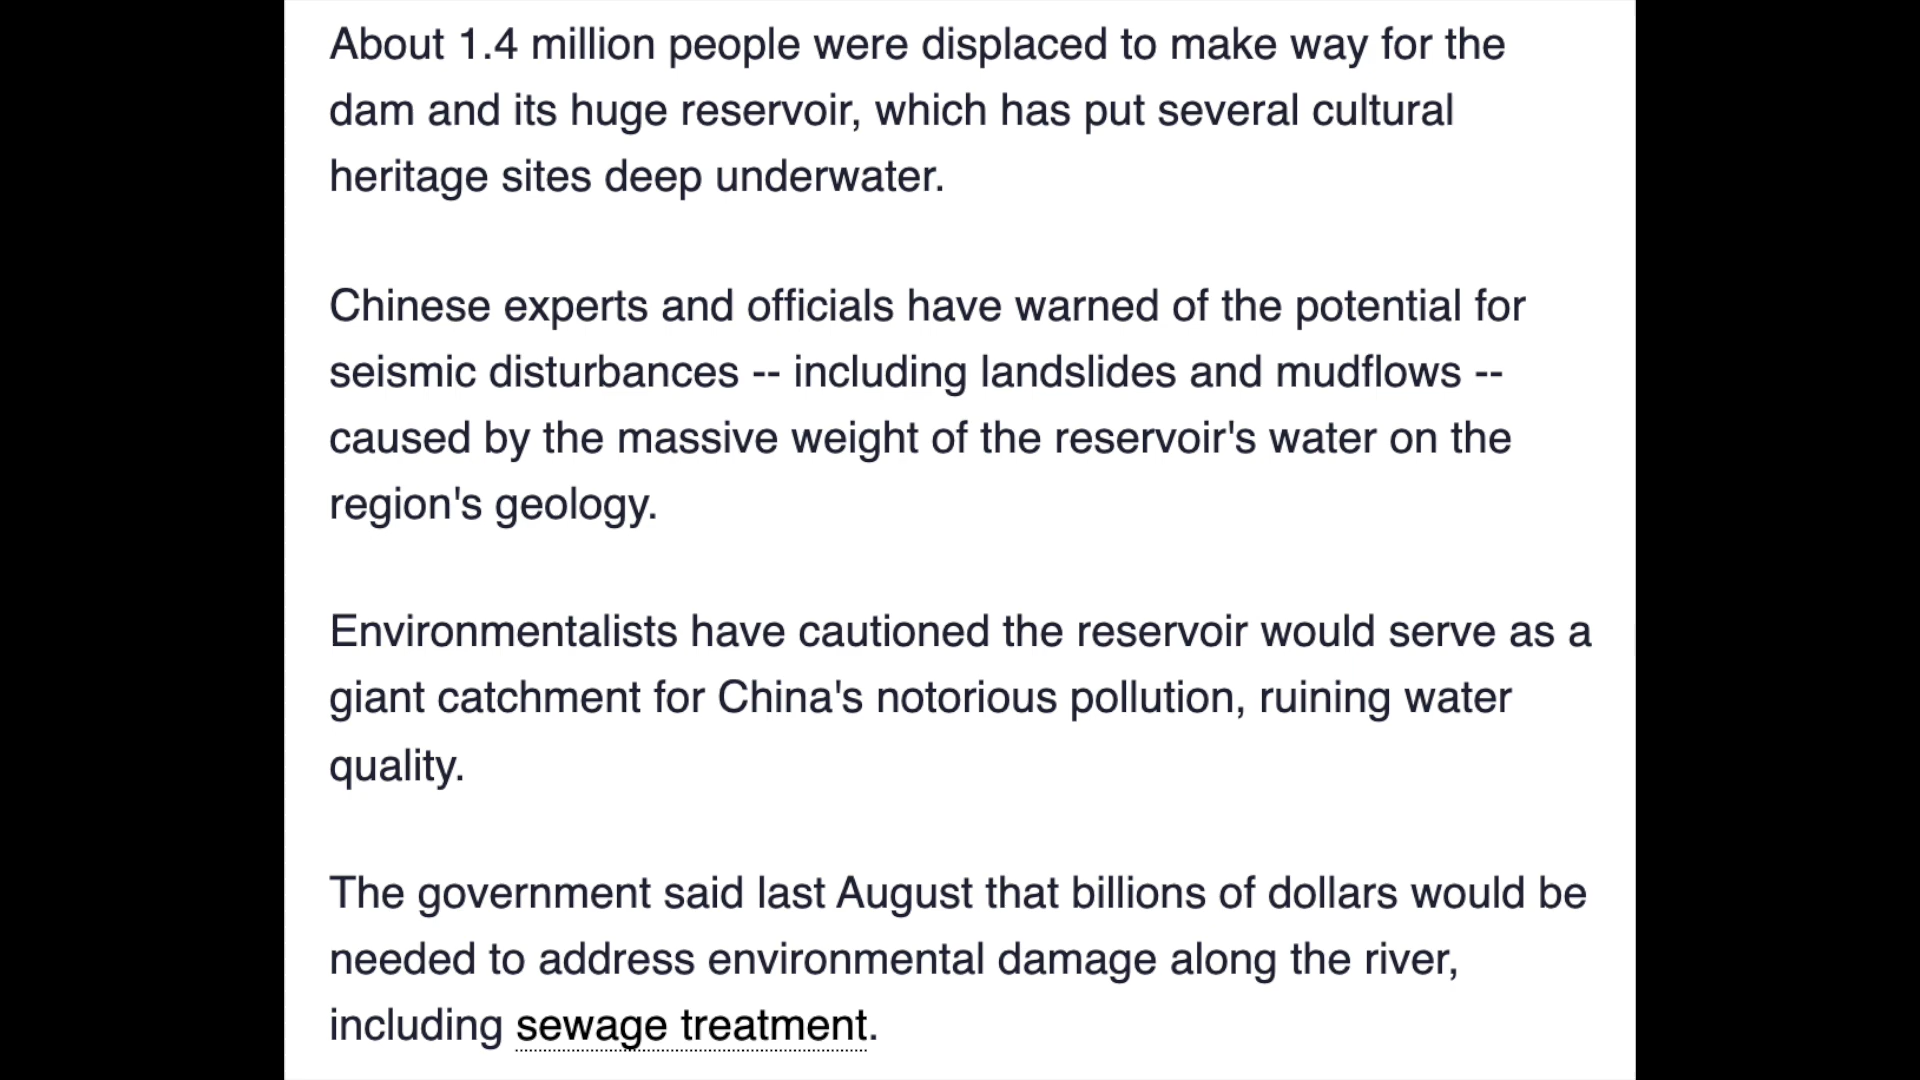 About 1.4 million people were displaced to make way for the
dam and its huge reservoir, which has put several cultural
heritage sites deep underwater.
Chinese experts and officials have warned of the potential for
seismic disturbances -- including landslides and mudflows --
caused by the massive weight of the reservoir's water on the
region's geology.
Environmentalists have cautioned the reservoir would serve as a
giant catchment for China's notorious pollution, ruining water
quality.
The government said last August that billions of dollars would be
needed to address environmental damage along the river,
including sewage treatment.